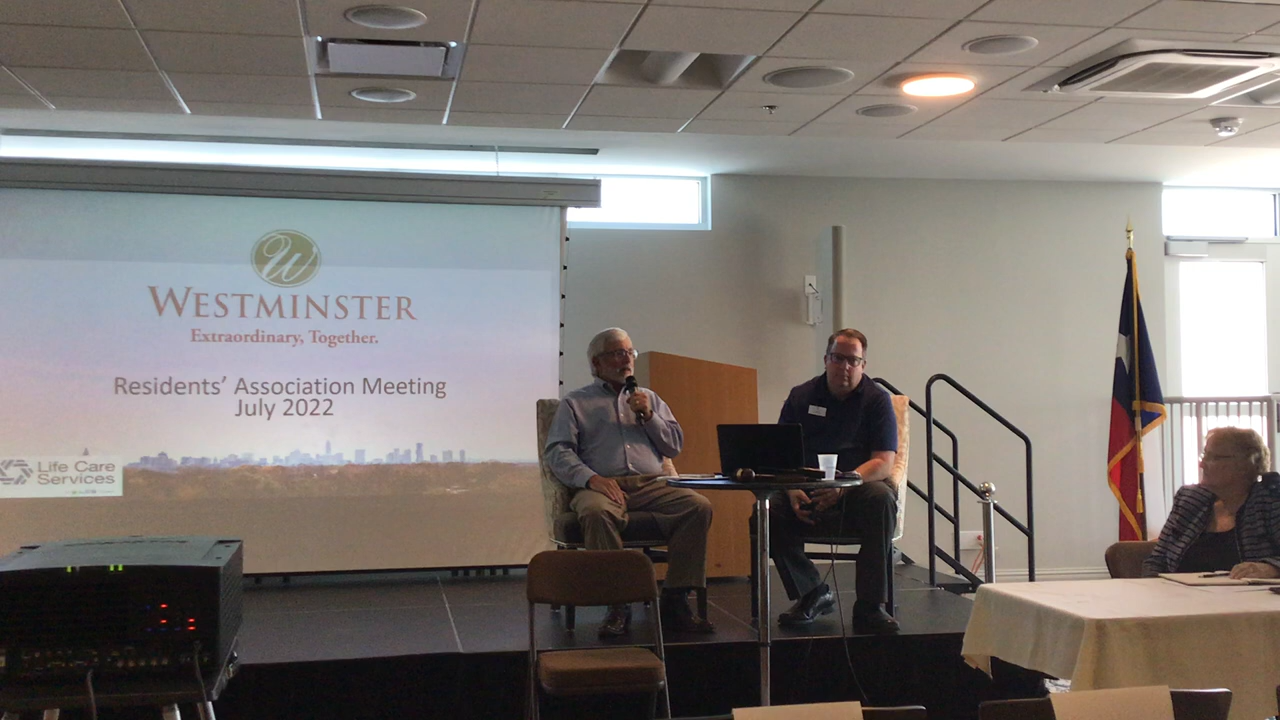 W
WESTMINSTER
Extraordinary, Together.
Residents' Association Meeting
July 2022
Life Care
Services